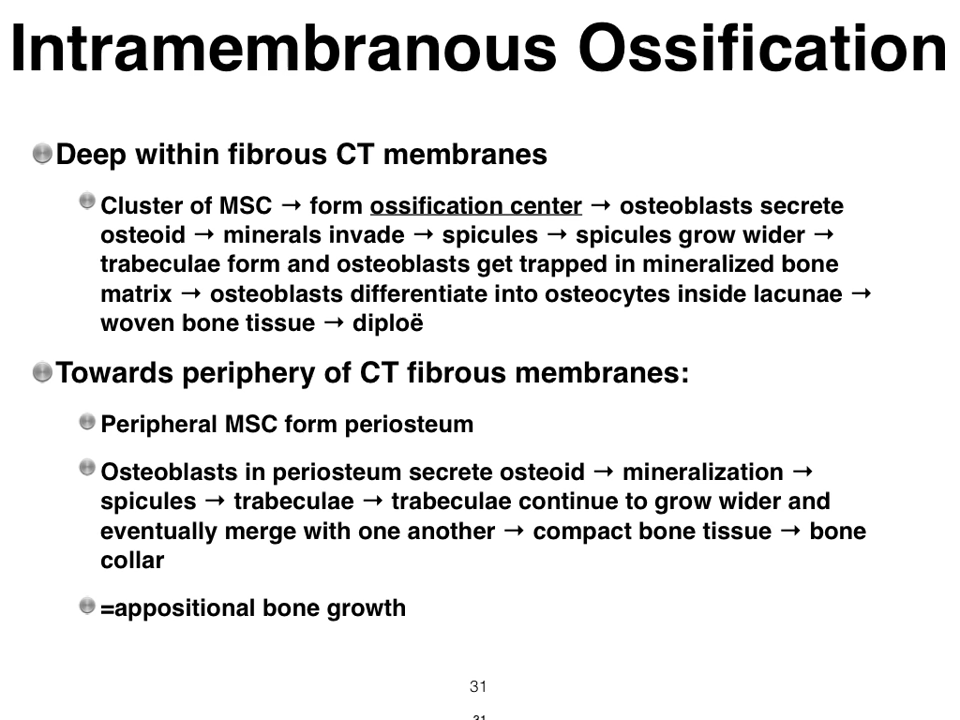 Intramembranous Ossification
Deep within fibrous CT membranes
Cluster of MSC → form ossification center → osteoblasts secrete
osteoid → minerals invade → spicules → spicules grow wider →
trabeculae form and osteoblasts get trapped in mineralized bone
matrix → osteoblasts differentiate into osteocytes inside lacunae →
woven bone tissue → diploë
Towards periphery of CT fibrous membranes:
Peripheral MSC form periosteum
Osteoblasts in periosteum secrete osteoid → mineralization →
spicules → trabeculae → trabeculae continue to grow wider and
eventually merge with one another → compact bone tissue → bone
collar
=appositional bone growth
31
31